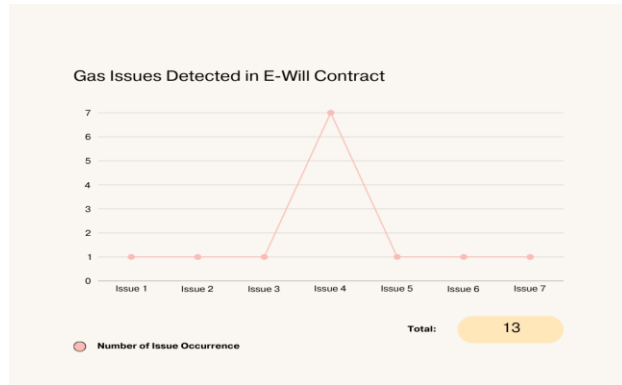 Gas Issues Detected in E-Will Contract
7
6
5
4
3
2
1
0
Issue 1 Issue 2 Issue 3 Issue 4 Issue 5 Issue 6 Issue 7
Total: 13
Number of Issue Occurrence